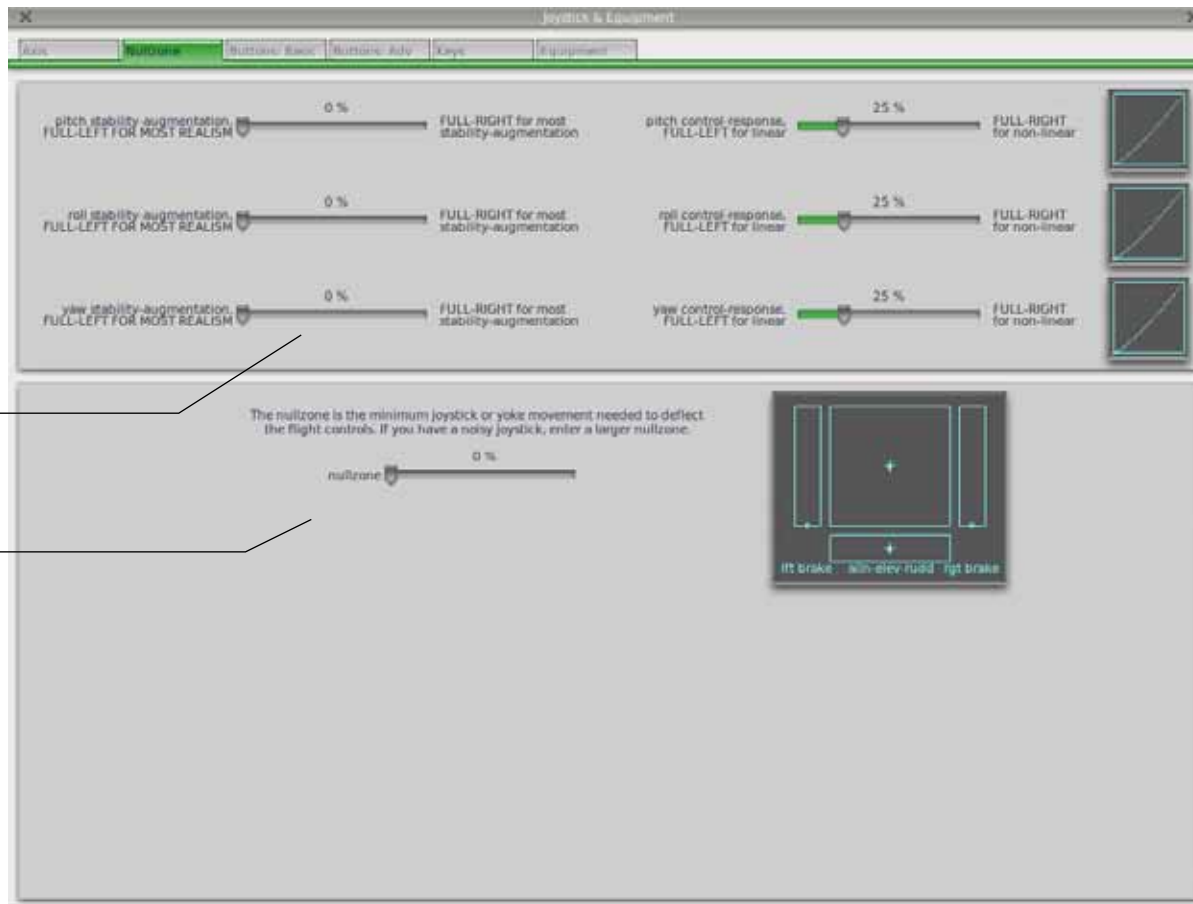 Joystick & Equipment
Axis Nullzone Buttons: Basic Buttons: Adv Keys Equipment
0 % 25 %
pitch stability-augmentation, FULL-RIGHT for most pitch control-response, FULL-RIGHT
FULL-LEFT FOR MOST REALISM stability-augmentation FULL-LEFT for linear for non-linear
0 % 25 %
roll stability-augmentation, FULL-RIGHT for most roll control-response, FULL-RIGHT
FULL-LEFT FOR MOST REALISM stability-augmentation FULL-LEFT for linear for non-linear
0 % 25 %
yaw stability-augmentation, FULL-RIGHT for most yaw control-response, FULL-RIGHT
FULL-LEFT FOR MOST REALISM stability-augmentation FULL-LEFT for linear for non-linear
The nullzone is the minimum joystick or yoke movement needed to deflect
the flight controls. If you have a noisy joystick, enter a larger nullzone.
0 %
nullzone
lft brake ailn-elev-rudd rgt brake